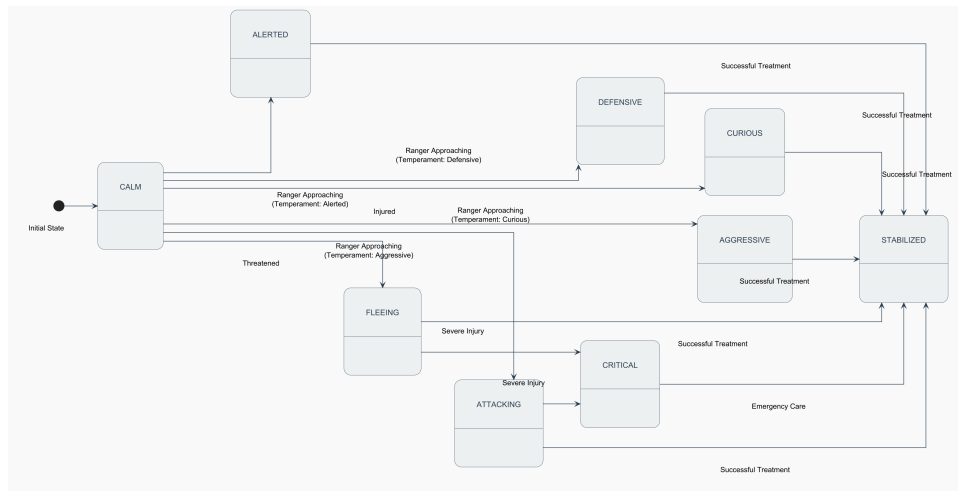 ALERTED
Successful Treatment
DEFENSIVE
Successful Treatment
CURIOUS
Ranger Approaching
(Temperament: Defensive)
Successful Treatment
CALM
Ranger Approaching
(Temperament: Alerted)
Injured
Ranger Approaching
(Temperament: Curious)
Initial State
AGGRESSIVE
STABILIZED
Ranger Approaching
(Temperament: Aggressive)
Threatened
Successful Treatment
FLEEING
Severe Injury
Successful Treatment
CRITICAL
Severe Injury
ATTACKING
Emergency Care
Successful Treatment